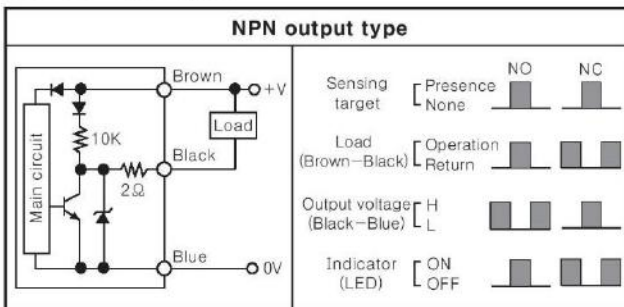 NPN output type
Brown
+V
Load
10K
Black
2Ω
Main circuit
Blue
0V
NO NC
Sensing target Presence None
Load (Brown-Black) Operation Return
Output voltage (Black-Blue) H L
Indicator (LED) ON OFF